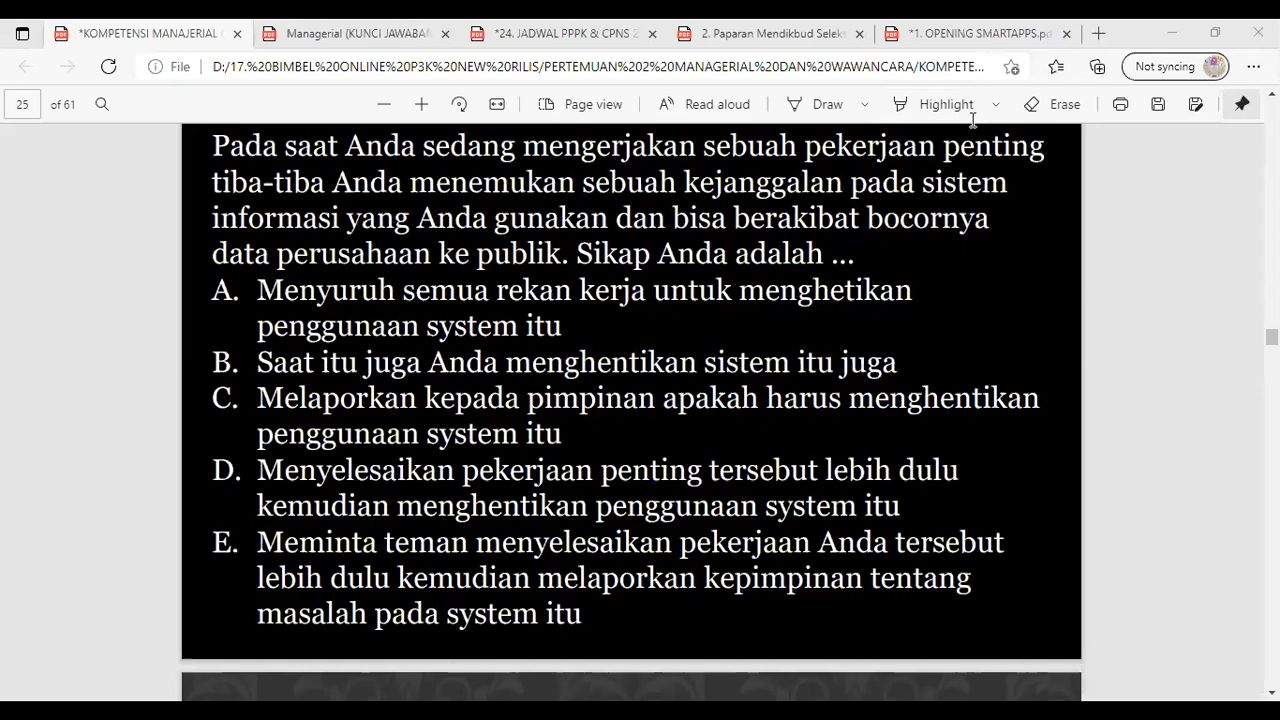 *KOMPETENSI MANAJERIAL
Managerial (KUNCI JAWABAN
*24. JADWAL PPPK & CPNS 2
2. Paparan Mendikbud Seleks
*1. OPENING SMARTAPPS.pd
File
D:/17.%20BIMBEL%20ONLINE%20P3K%20NEW%20RILIS/PERTEMUAN%202%20MANAGERIAL%20DAN%20WAWANCARA/KOMPETE...
Not syncing
25 of 61
Page view
Read aloud
Draw
Highlight
Erase
Pada saat Anda sedang mengerjakan sebuah pekerjaan penting
tiba-tiba Anda menemukan sebuah kejanggalan pada sistem
informasi yang Anda gunakan dan bisa berakibat bocornya
data perusahaan ke publik. Sikap Anda adalah ...
A. Menyuruh semua rekan kerja untuk menghetikan
penggunaan system itu
B. Saat itu juga Anda menghentikan sistem itu juga
C. Melaporkan kepada pimpinan apakah harus menghentikan
penggunaan system itu
D. Menyelesaikan pekerjaan penting tersebut lebih dulu
kemudian menghentikan penggunaan system itu
E. Meminta teman menyelesaikan pekerjaan Anda tersebut
lebih dulu kemudian melaporkan kepimpinan tentang
masalah pada system itu